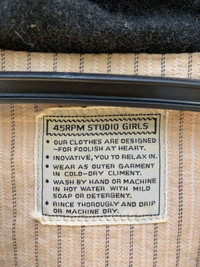 45RPM STUDIO GIRLS
• OUR CLOTHES ARE DESIGNED
-FOR FOOLISH AT HEART.
• INOVATIVE, YOU TO RELAX IN.
• WEAR AS OUTER GARMENT
IN COLD-DRY CLIMENT.
• WASH BY HAND OR MACHINE
IN HOT WATER WITH MILD
SOAP OR DETERGENT.
• RINCE THOROUGLY AND DRIP
OR MACHINE DRY.